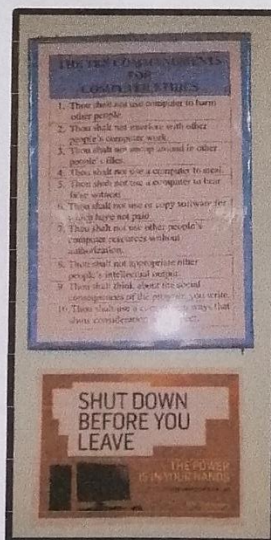 THE TEN COMMANDMENTS
FOR
COMPUTER ETHICS
1. Thou shalt not use computer to harm
other people.
2. Thou shalt not interfere with other
people's computer work.
3. Thou shalt not snoop around in other
people's files.
4. Thou shalt not use a computer to steal.
5. Thou shalt not use a computer to bear
false witness.
6. Thou shalt not use or copy software for
which have not paid
7. Thou shalt not use other people's
computer resources without
authorization.
8. Thou shalt not appropriate other
people's intellectual output.
9. Thou shalt think about the social
consequences of the program you write.
10. Thou shalt use a ways that
show consideration
SHUT DOWN
BEFORE YOU
LEAVE
THE POWER
IS IN YOUR HANDS